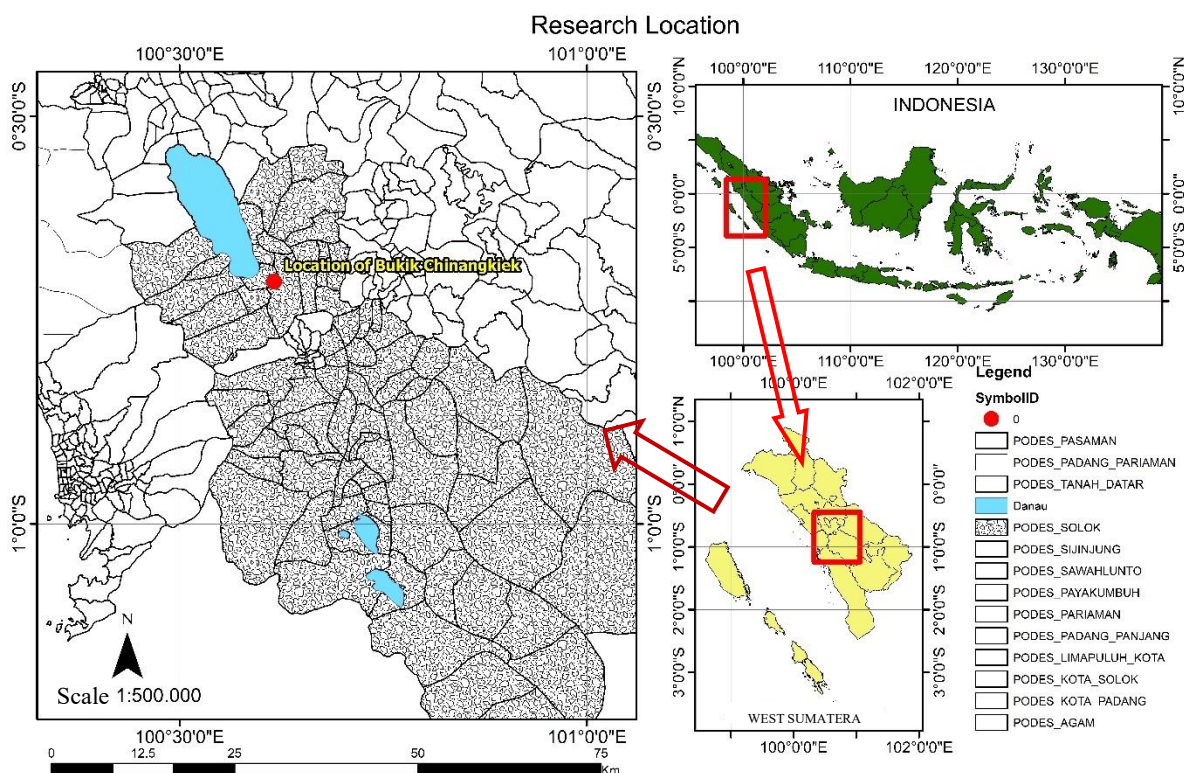 Research Location
100°30'0"E 101°0'0"E
0°30'0"S
1°0'0"S
Location of Bukik Chinangkiek
N
Scale 1:500.000
0°30'0"S
1°0'0"S
100°30'0"E 101°0'0"E
0 12.5 25 50 75
Km
100°0'0"E 110°0'0"E 120°0'0"E 130°0'0"E
10°0'0"N
0°0'0"
5°0'0"S
INDONESIA
10°0'0"N
0°0'0"
5°0'0"S
100°0'0"E 110°0'0"E 120°0'0"E 130°0'0"E
100°0'0"E 102°0'0"E
1°0'0"N
0°0'0"
1°0'0"S
2°0'0"S
3°0'0"S
WEST SUMATERA
1°0'0"N
0°0'0"
1°0'0"S
2°0'0"S
3°0'0"S
100°0'0"E 102°0'0"E
Legend
SymbolID
0
PODES_PASAMAN
PODES_PADANG_PARIAMAN
PODES_TANAH_DATAR
Danau
PODES_SOLOK
PODES_SIJINJUNG
PODES_SAWAHLUNTO
PODES_PAYAKUMBUH
PODES_PARIAMAN
PODES_PADANG_PANJANG
PODES_LIMAPULUH_KOTA
PODES_KOTA_SOLOK
PODES_KOTA_PADANG
PODES_AGAM